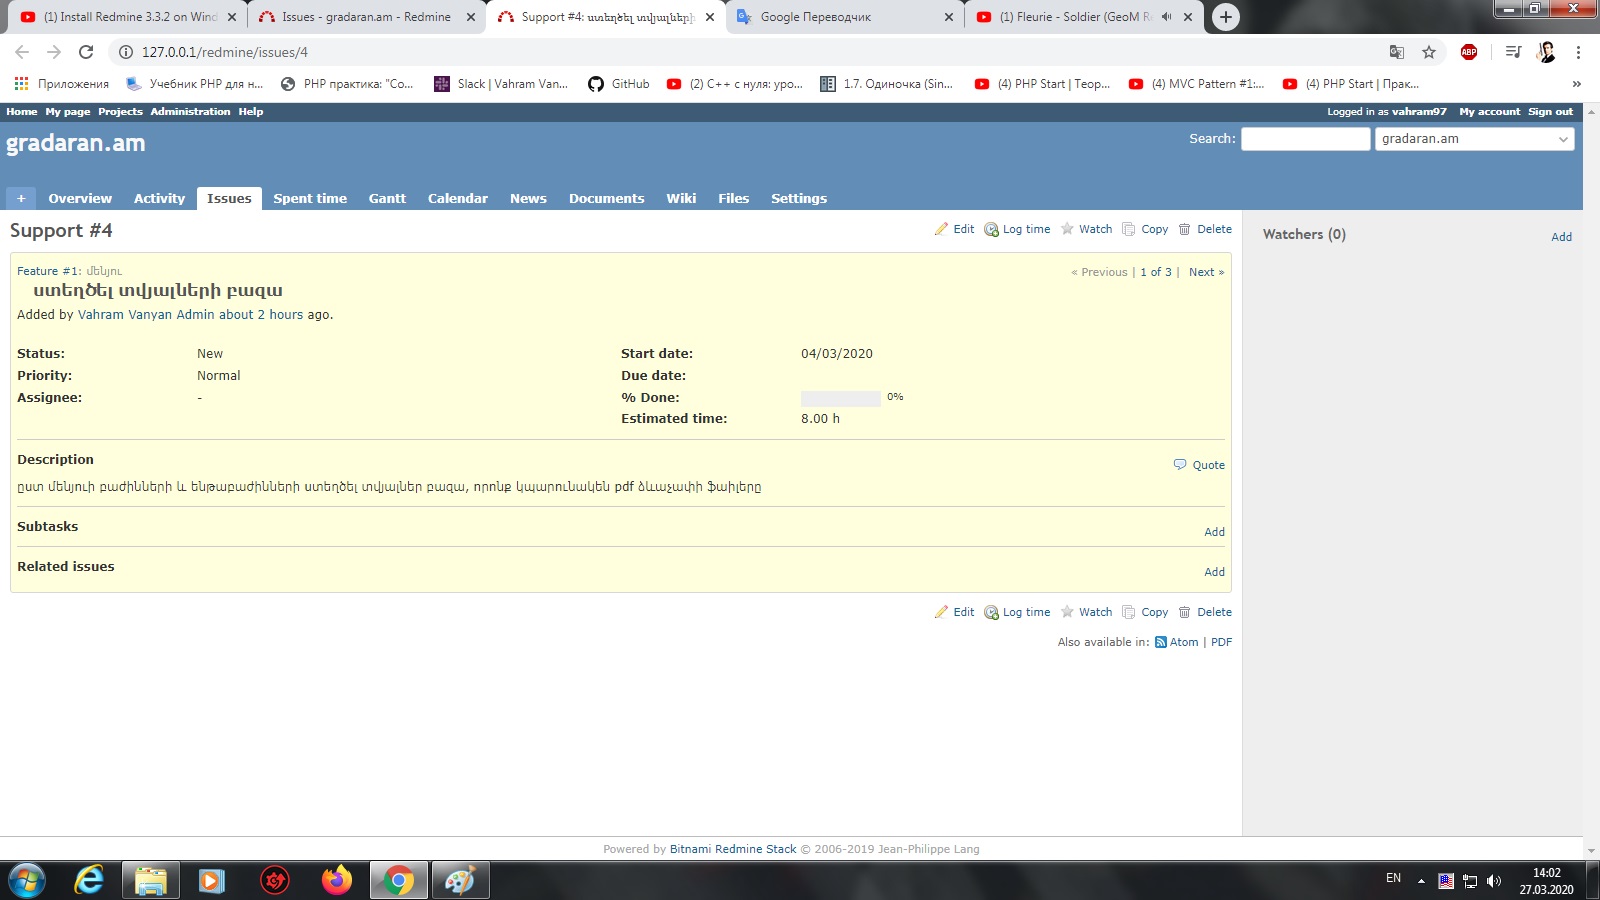 (1) Install Redmine 3.3.2 on Wind
Issues - gradaran.am - Redmine
Support #4: ստեղծել տվյալների
Google Переводчик
(1) Fleurie - Soldier (GeoM Re
127.0.0.1/redmine/issues/4
ABP
Приложения
Учебник PHP для н...
PHP практика: "Со...
Slack | Vahram Van...
GitHub
(2) C++ с нуля: уро...
1.7. Одиночка (Sin...
(4) PHP Start | Теор...
(4) MVC Pattern #1:...
(4) PHP Start | Прак...
»
Home My page Projects Administration Help
Logged in as vahram97 My account Sign out
gradaran.am
Search:
gradaran.am
+ Overview Activity Issues Spent time Gantt Calendar News Documents Wiki Files Settings
Support #4
Edit Log time Watch Copy Delete
Watchers (0)
Add
Feature #1: մենյու
« Previous | 1 of 3 | Next »
ստեղծել տվյալների բազա
Added by Vahram Vanyan Admin about 2 hours ago.
Status: New
Start date: 04/03/2020
Priority: Normal
Due date:
Assignee: -
% Done: 0%
Estimated time: 8.00 h
Description
Quote
ըստ մենյուի բաժինների և ենթաբաժինների ստեղծել տվյալներ բազա, որոնք կպարունակեն pdf ձևաչափի ֆաիլերը
Subtasks
Add
Related issues
Add
Edit Log time Watch Copy Delete
Also available in: Atom | PDF
Powered by Bitnami Redmine Stack © 2006-2019 Jean-Philippe Lang
EN
14:02
27.03.2020